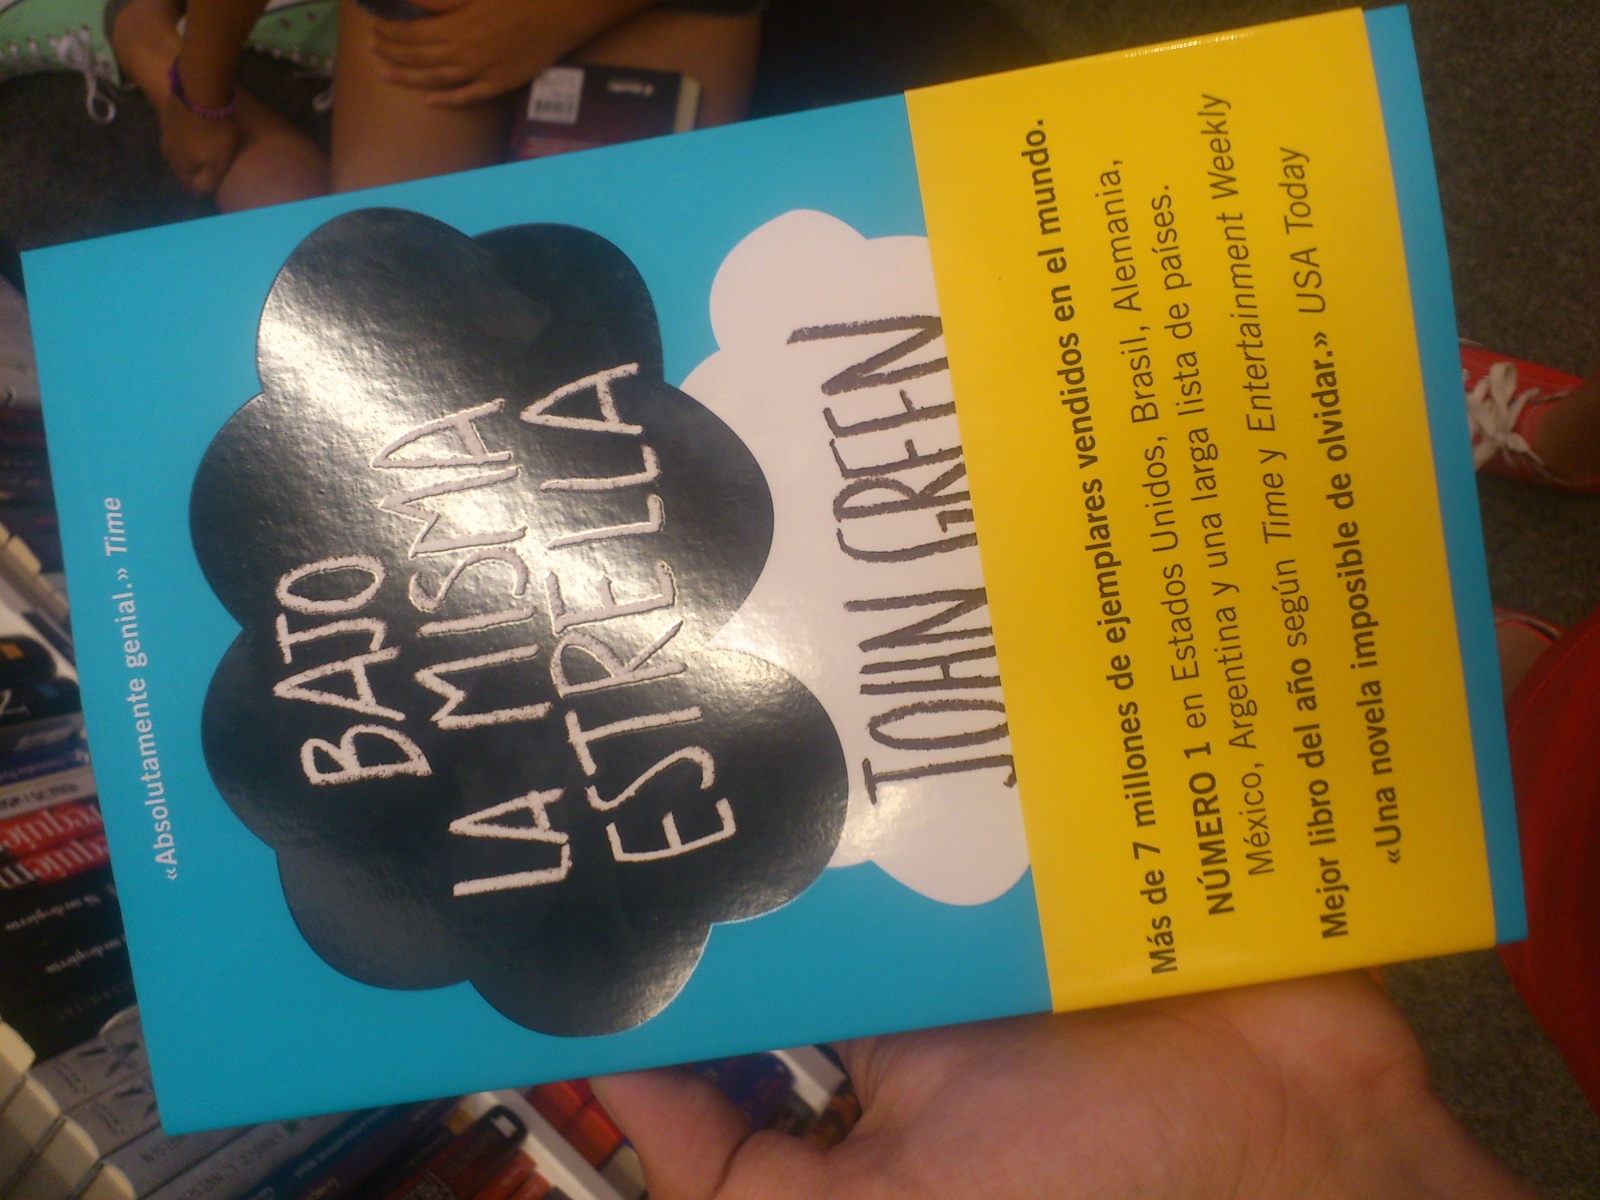 «Absolutamente genial.» Time
BAJO
LA MISMA
ESTRELLA
JOHN GREEN
Más de 7 millones de ejemplares vendidos en el mundo.
NÚMERO 1 en Estados Unidos, Brasil, Alemania,
México, Argentina y una larga lista de países.
Mejor libro del año según Time y Entertainment Weekly
«Una novela imposible de olvidar.» USA Today